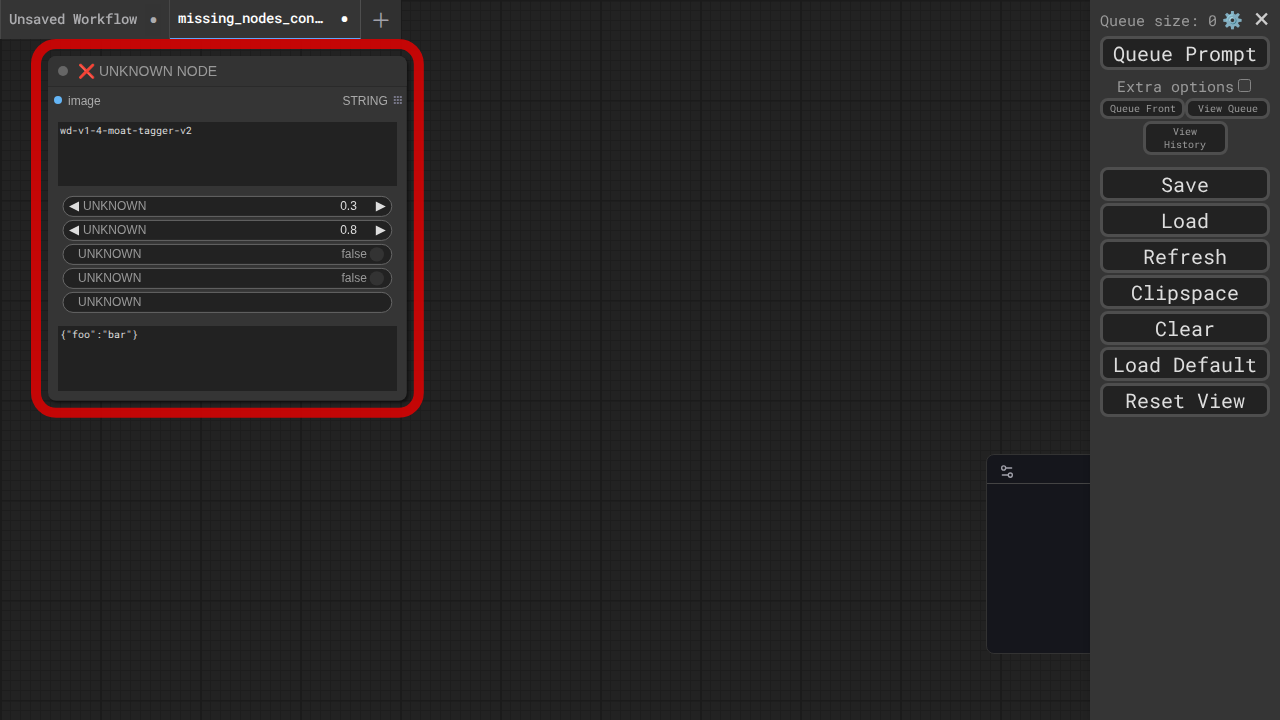 Unsaved Workflow
missing_nodes_con…
Queue size: 0
Queue Prompt
Extra options
Queue Front
View Queue
View
History
Save
Load
Refresh
Clipspace
Clear
Load Default
Reset View
UNKNOWN NODE
image STRING
wd-v1-4-moat-tagger-v2
UNKNOWN 0.3
UNKNOWN 0.8
UNKNOWN false
UNKNOWN false
UNKNOWN
{"foo":"bar"}